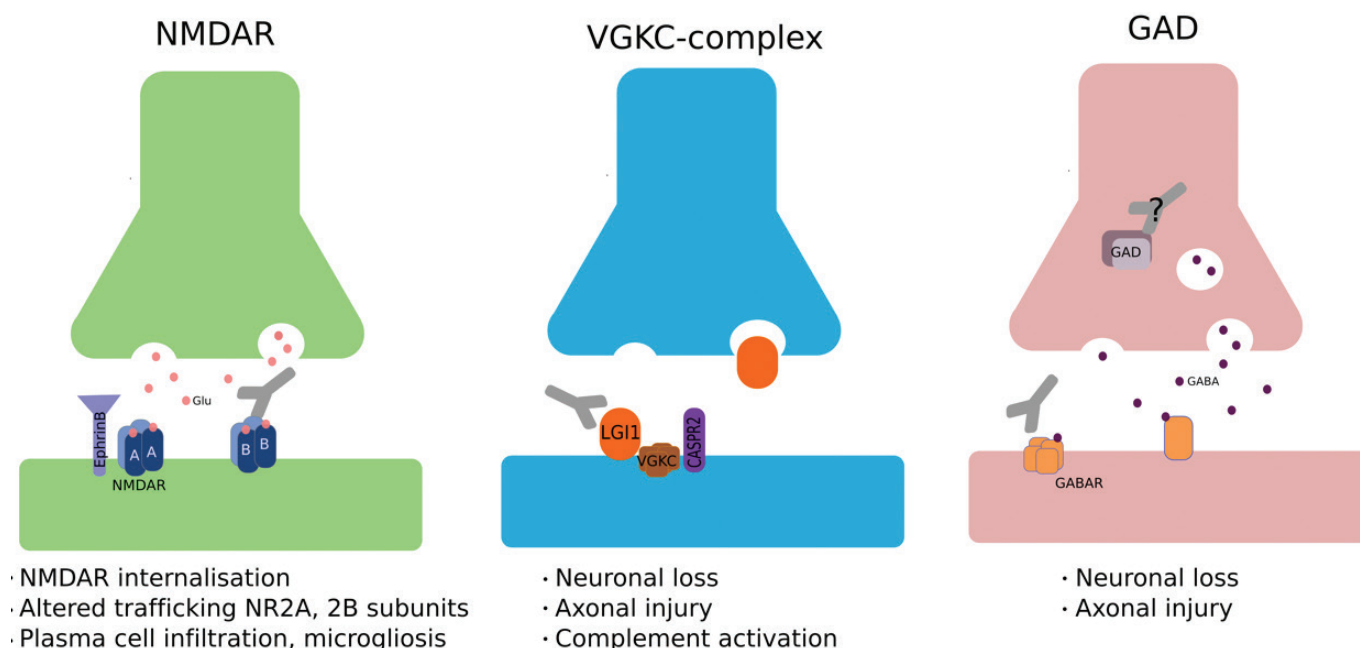 NMDAR
VGKC-complex
GAD
?
GAD
GABA
Glu
EphrinB
A A
B B
NMDAR
LGI1
VGKC
CASPR2
GABAR
· NMDAR internalisation
· Altered trafficking NR2A, 2B subunits
· Plasma cell infiltration, microgliosis
· Neuronal loss
· Axonal injury
· Complement activation
· Neuronal loss
· Axonal injury